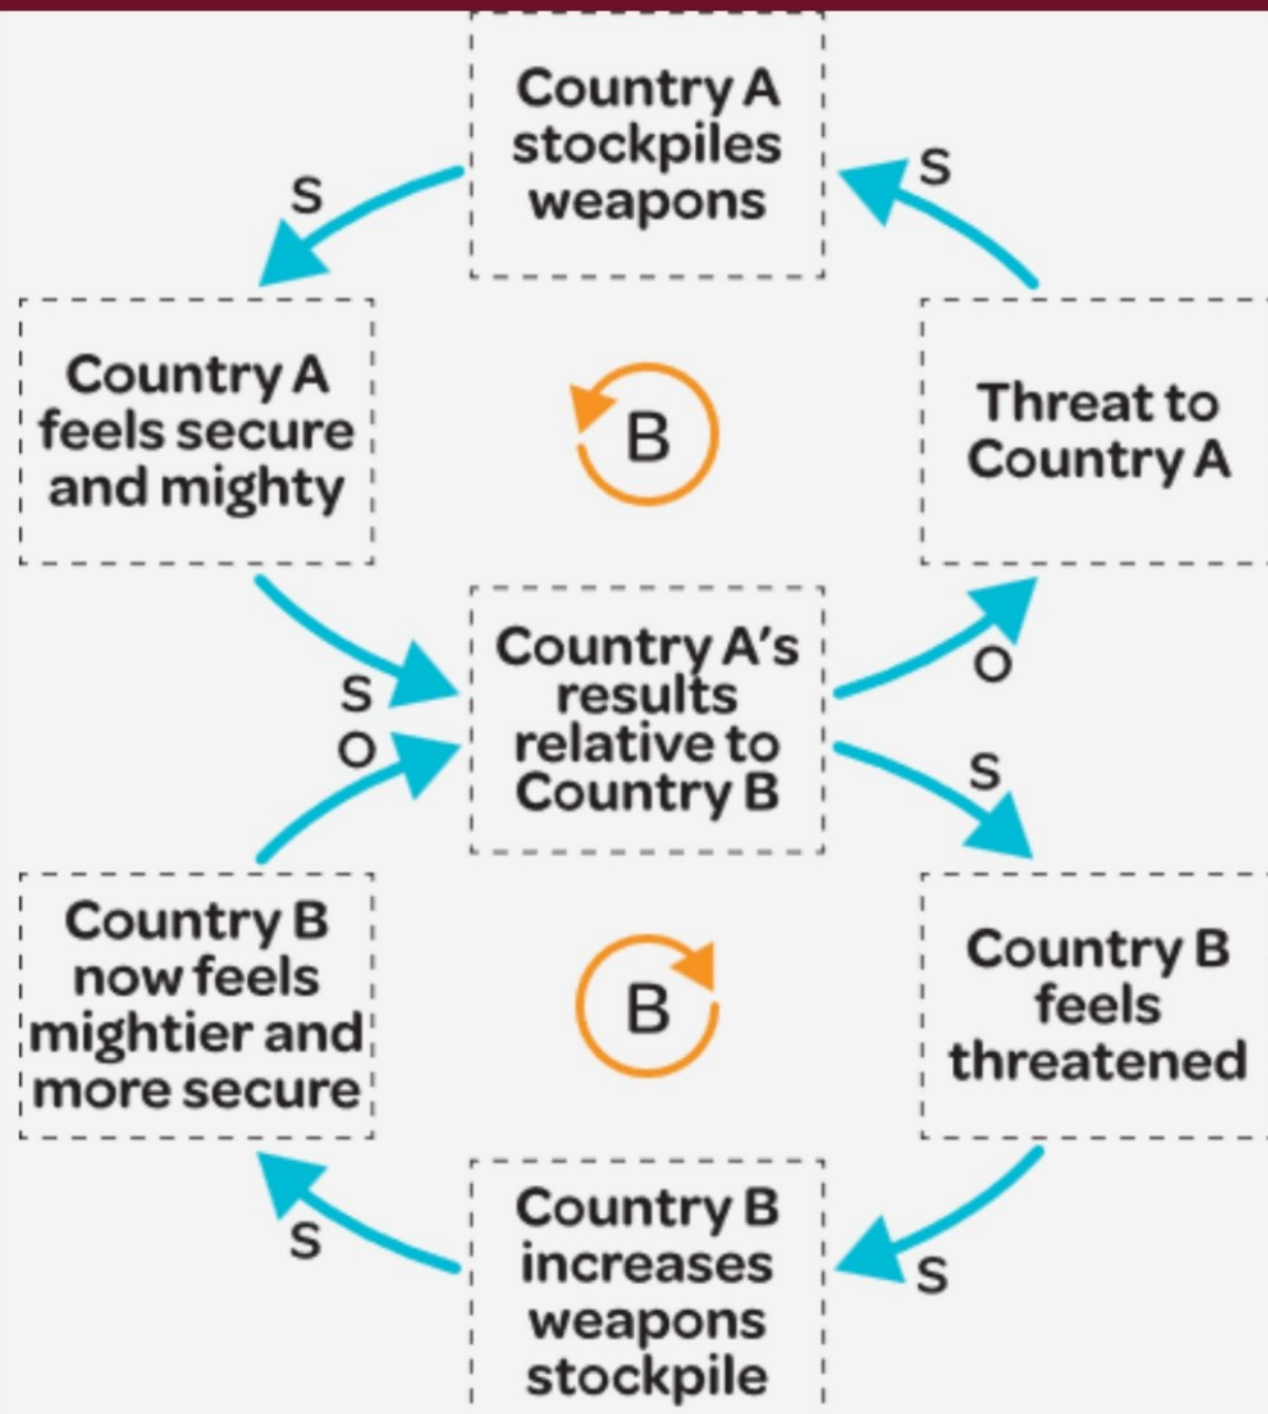 Country A
stockpiles
weapons
S
S
Country A
feels secure
and mighty
B
Threat to
Country A
S
O
Country A's
results
relative to
Country B
O
S
Country B
now feels
mightier and
more secure
B
Country B
feels
threatened
S
S
Country B
increases
weapons
stockpile